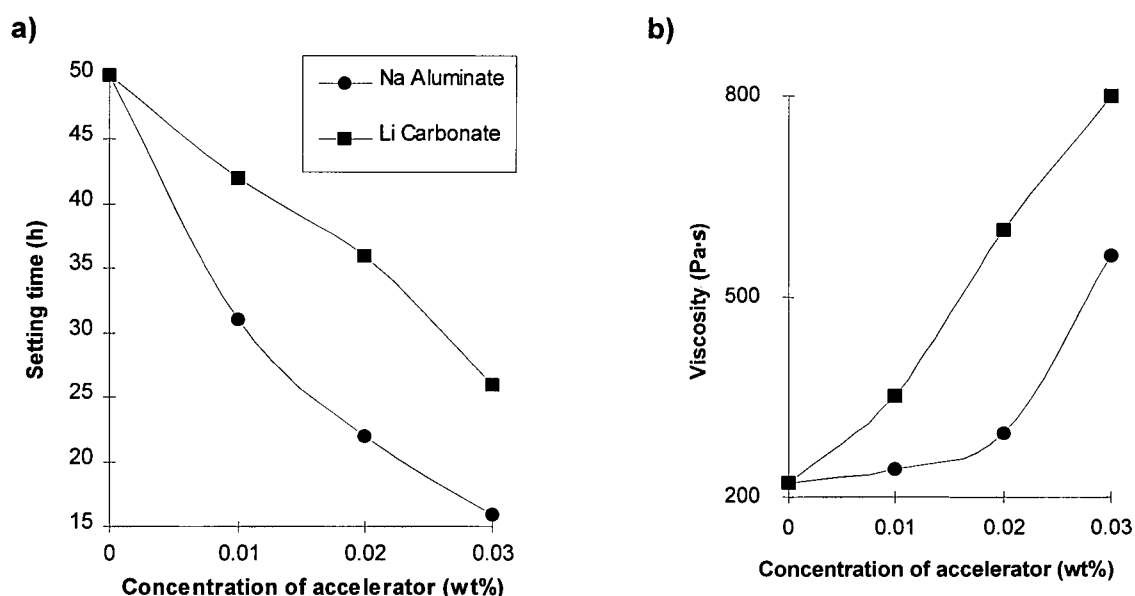 a)
50
45
40
35
30
25
20
15
0
0.01
0.02
0.03
Setting time (h)
Concentration of accelerator (wt%)
Na Aluminate
Li Carbonate
b)
800
500
200
0
0.01
0.02
0.03
Viscosity (Pa·s)
Concentration of accelerator (wt%)